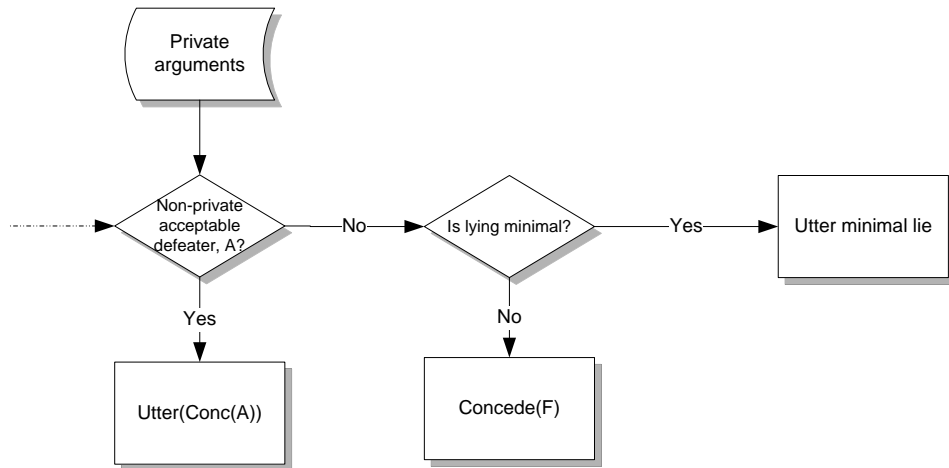 Private
arguments
Non-private
acceptable
defeater, A?
No
Is lying minimal?
Yes
Utter minimal lie
Yes
No
Utter(Conc(A))
Concede(F)